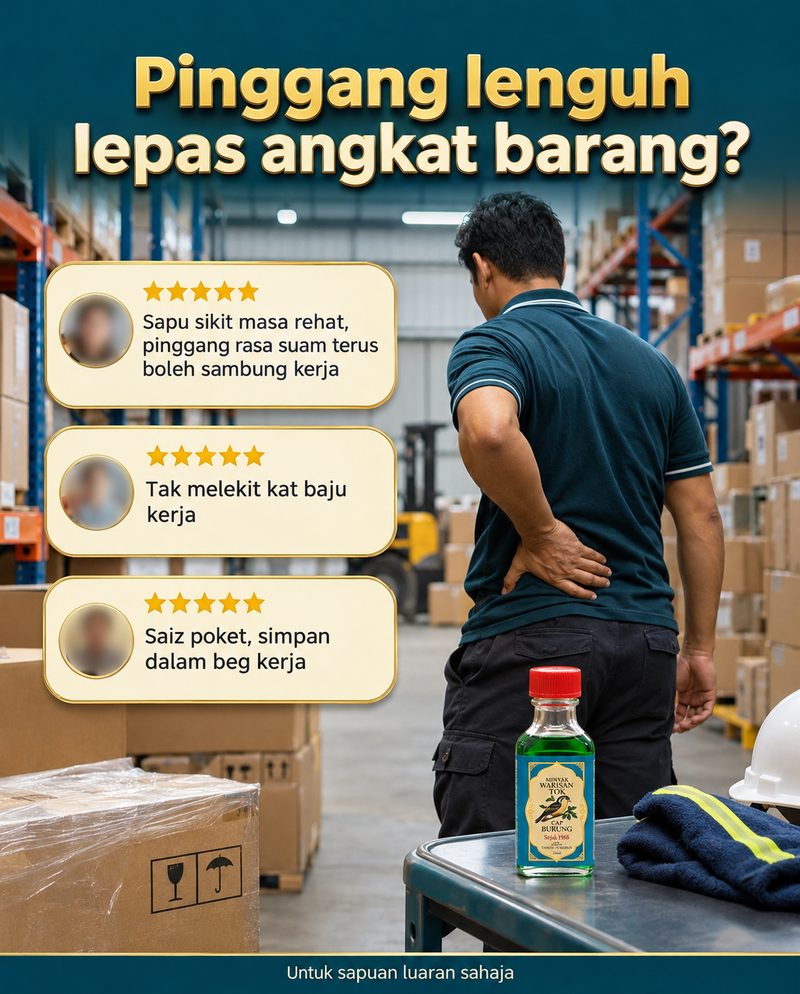 Pinggang lenguh
lepas angkat barang?
Sapu sikit masa rehat,
pinggang rasa suam terus
boleh sambung kerja
Tak melekit kat baju
kerja
Saiz poket, simpan
dalam beg kerja
MINYAK
WARISAN
TOK
CAP
BURUNG
Sejak 1988
Untuk sapuan luaran sahaja